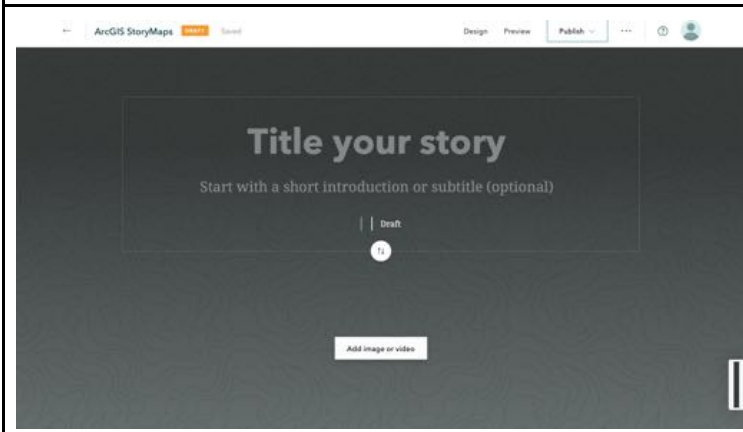 ArcGIS StoryMaps DRAFT Saved Design Preview Publish
Title your story
Start with a short introduction or subtitle (optional)
Draft
Add image or video